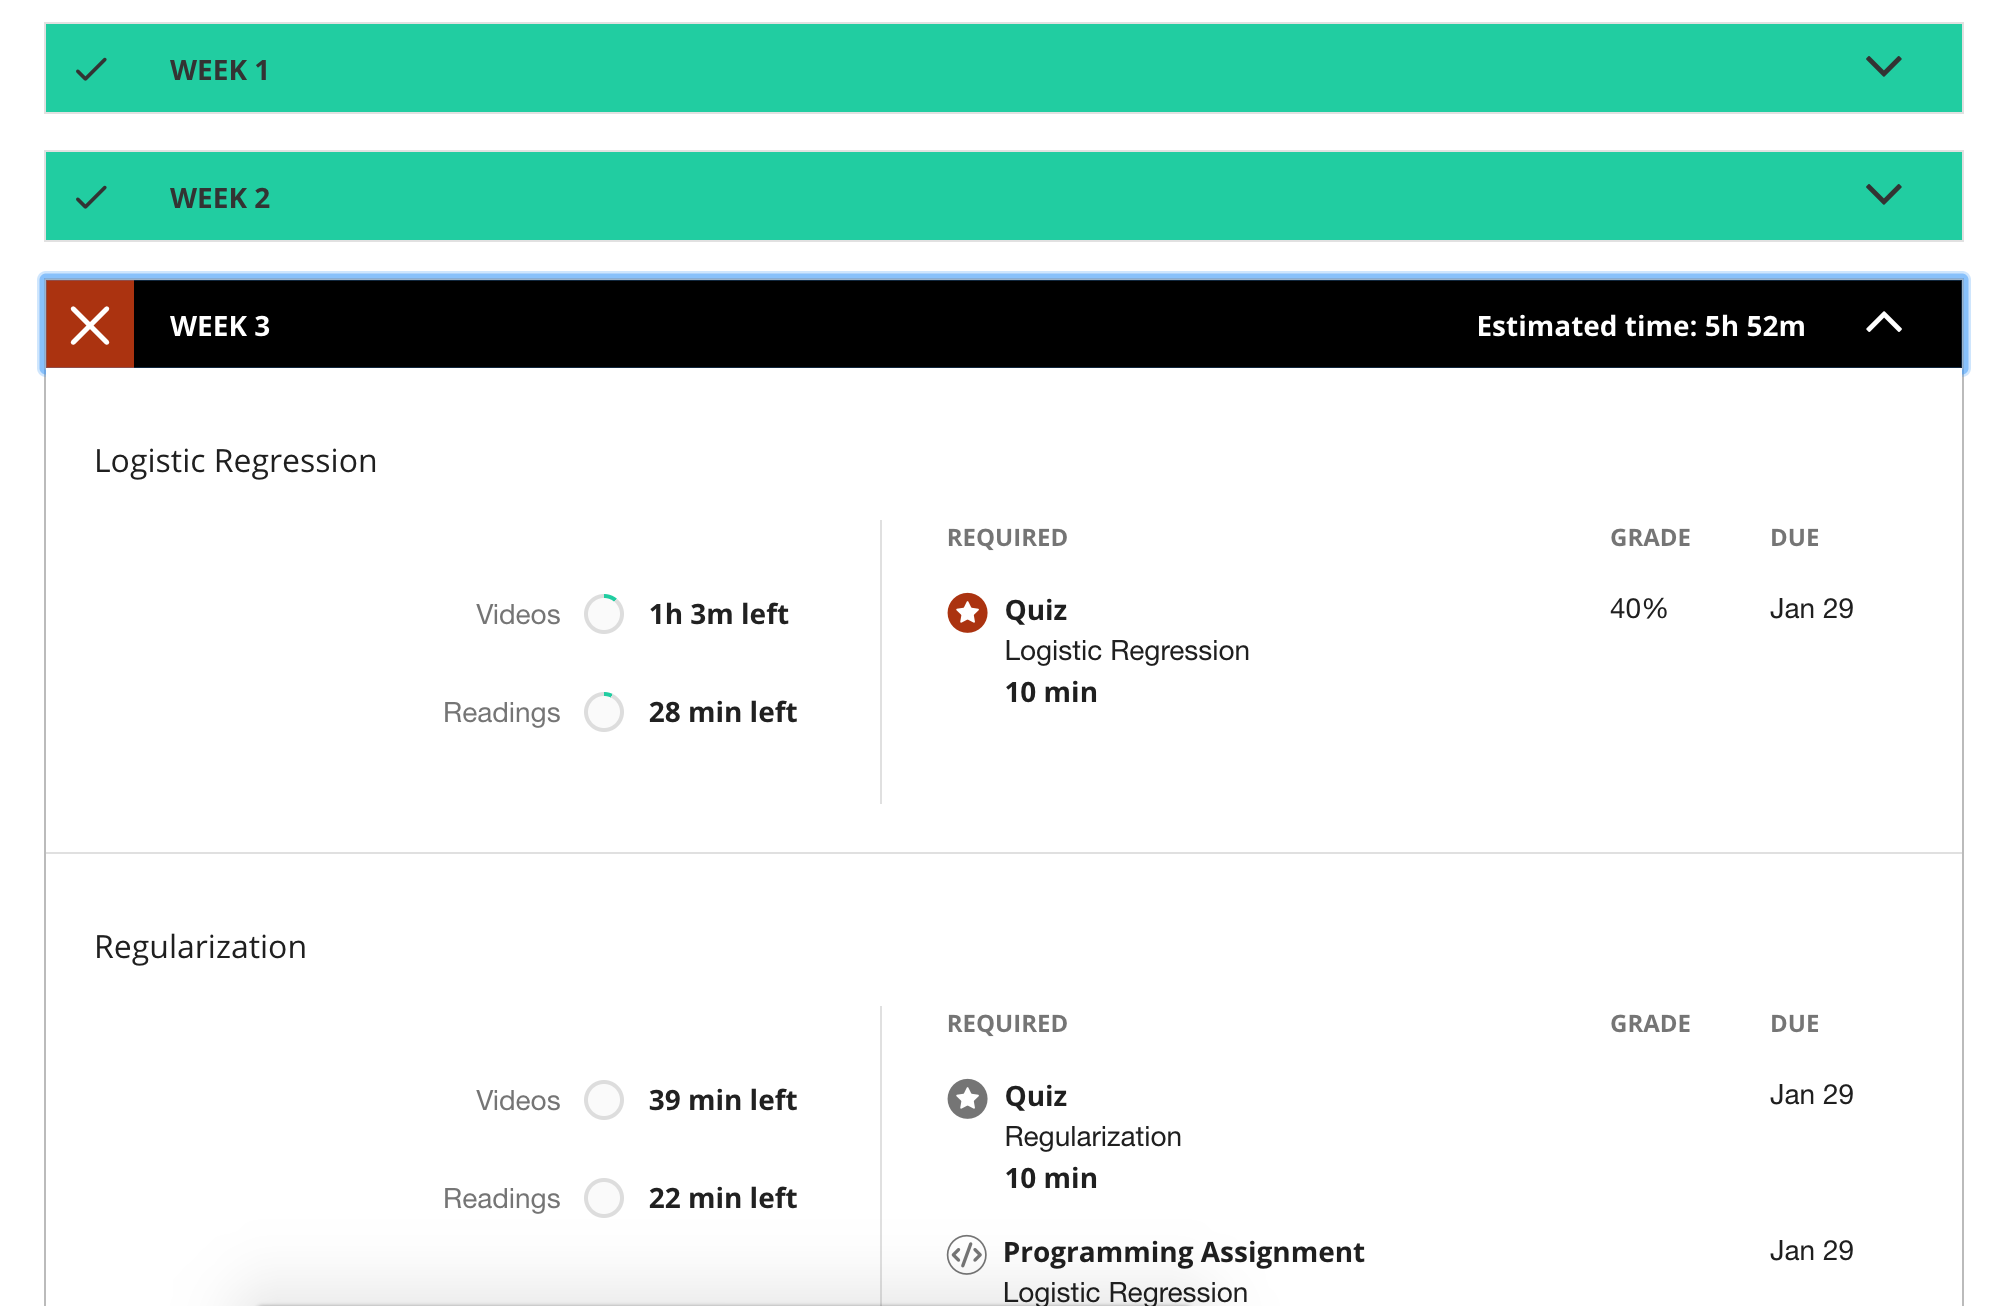 WEEK 1
WEEK 2
WEEK 3 Estimated time: 5h 52m
Logistic Regression
REQUIRED GRADE DUE
Videos 1h 3m left
Readings 28 min left
Quiz 40% Jan 29
Logistic Regression
10 min
Regularization
REQUIRED GRADE DUE
Videos 39 min left
Readings 22 min left
Quiz Jan 29
Regularization
10 min
Programming Assignment Jan 29
Logistic Regression